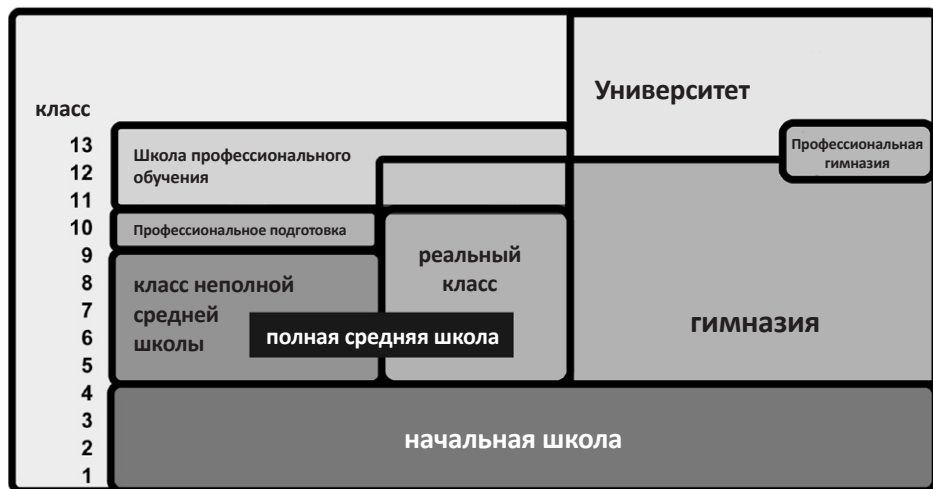 Университет
класс
13
12
11
10
9
8
7
6
5
4
3
2
1
Школа профессионального
обучения
Профессиональная
гимназия
Профессиональное подготовка
реальный
класс
класс неполной
средней
школы
полная средняя школа
гимназия
начальная школа